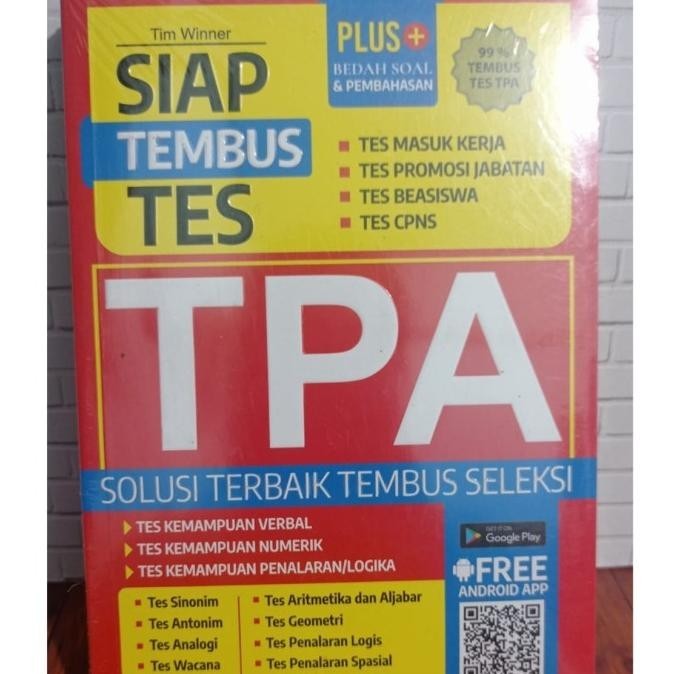 Tim Winner
SIAP
TEMBUS
TES
PLUS+
BEDAH SOAL
& PEMBAHASAN
99 %
TEMBUS
TES TPA
TES MASUK KERJA
TES PROMOSI JABATAN
TES BEASISWA
TES CPNS
TPA
SOLUSI TERBAIK TEMBUS SELEKSI
TES KEMAMPUAN VERBAL
TES KEMAMPUAN NUMERIK
TES KEMAMPUAN PENALARAN/LOGIKA
Tes Sinonim
Tes Antonim
Tes Analogi
Tes Wacana
Tes Aritmetika dan Aljabar
Tes Geometri
Tes Penalaran Logis
Tes Penalaran Spasial
GET IT ON
Google Play
FREE
ANDROID APP